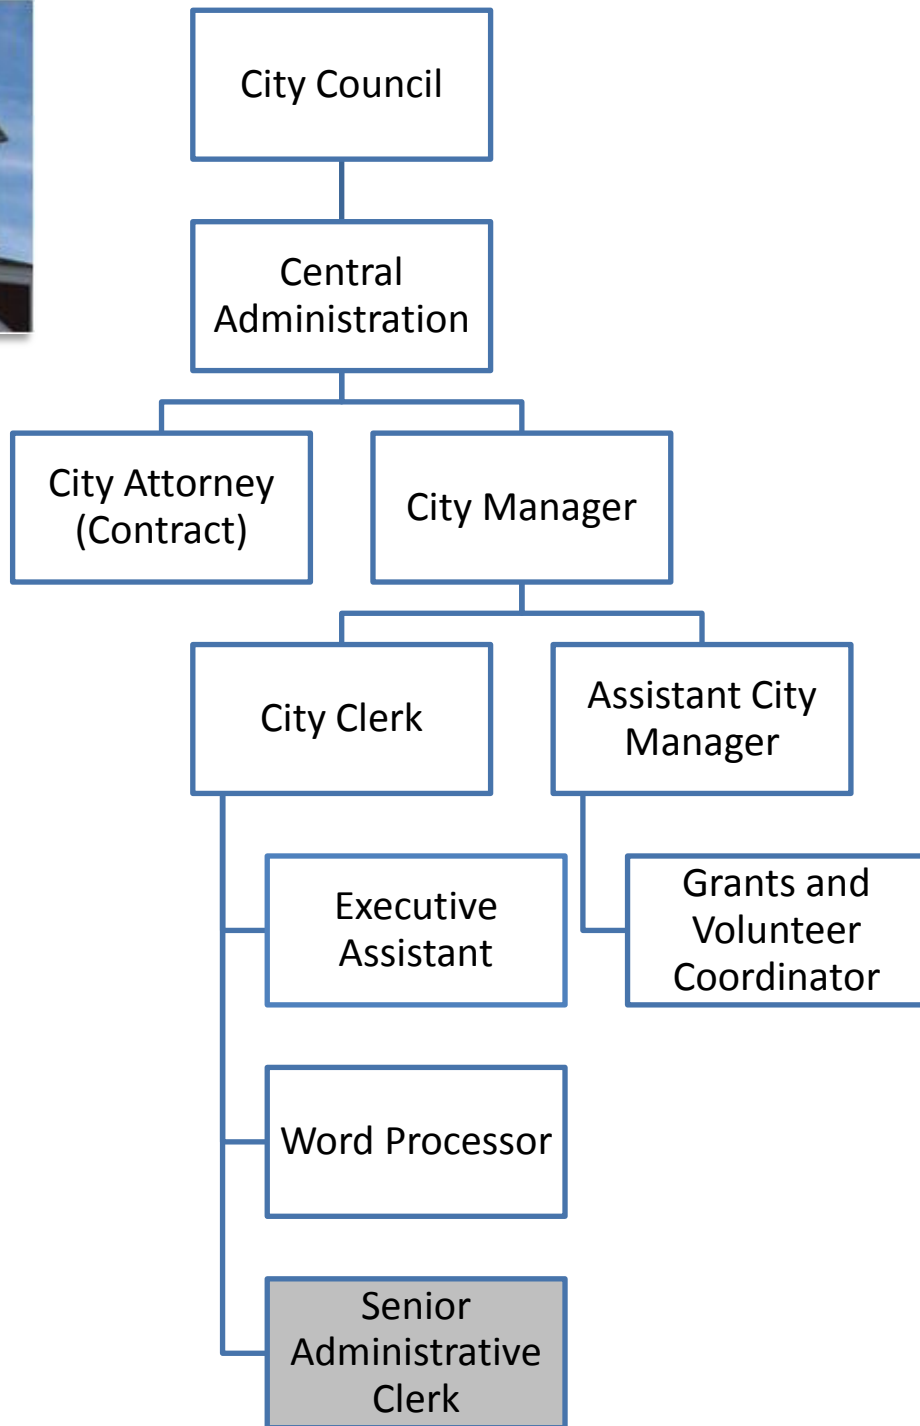 City Council
Central
Administration
City Attorney
(Contract)
City Manager
City Clerk
Assistant City
Manager
Executive
Assistant
Grants and
Volunteer
Coordinator
Word Processor
Senior
Administrative
Clerk